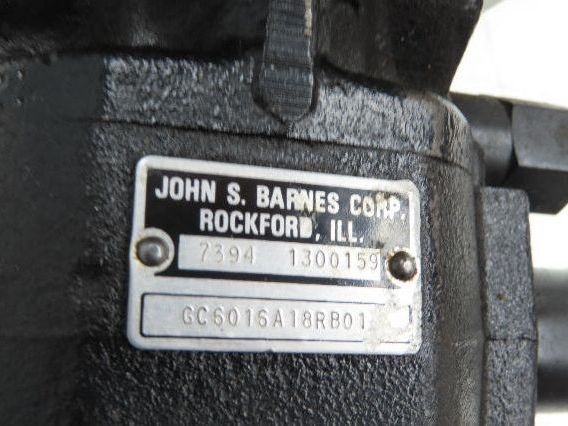 JOHN S. BARNES CORP.
ROCKFORD, ILL.
7394 1300159
GC6016A18RB01